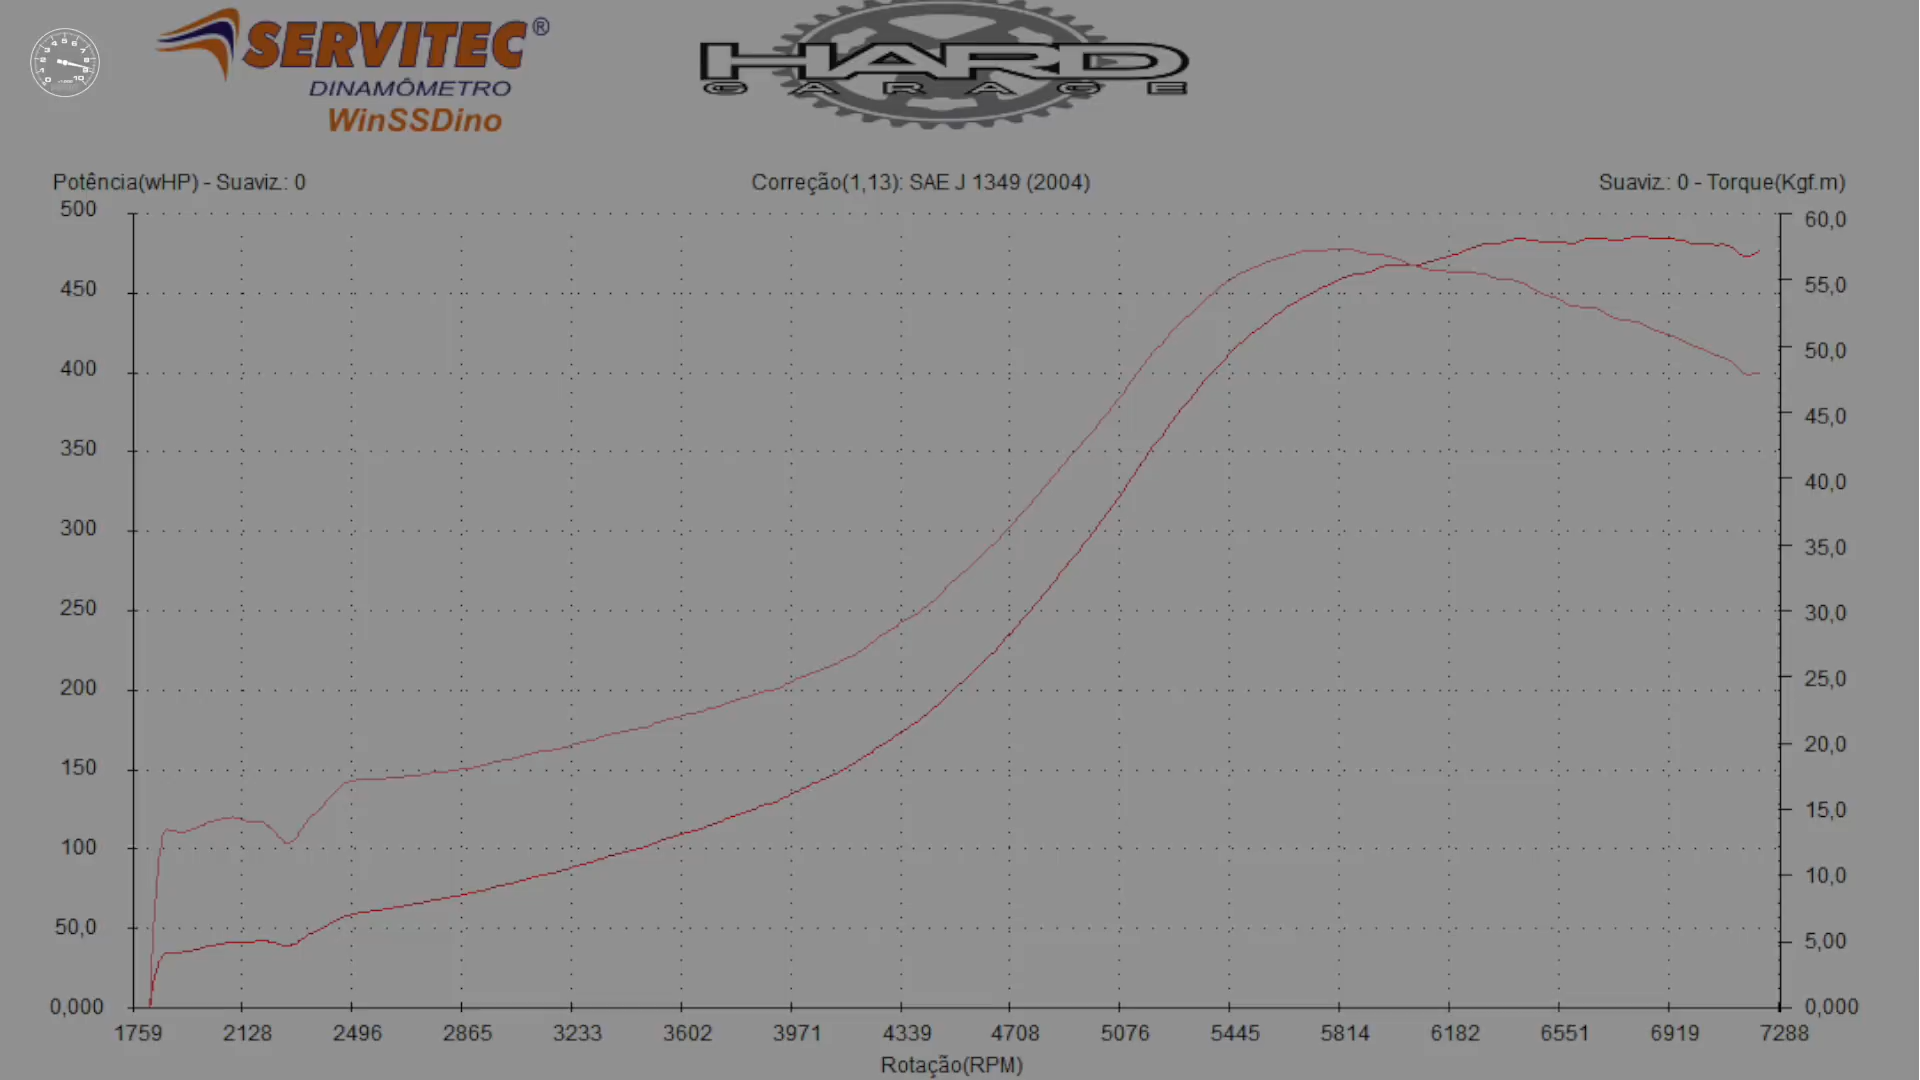 SERVITEC®
DINAMÔMETRO
WinSSDino
HARD
GARAGE
Potência(wHP) - Suaviz.: 0
Correção(1,13): SAE J 1349 (2004)
Suaviz.: 0 - Torque(Kgf.m)
500
450
400
350
300
250
200
150
100
50,0
0,000
60,0
55,0
50,0
45,0
40,0
35,0
30,0
25,0
20,0
15,0
10,0
5,00
0,000
1759 2128 2496 2865 3233 3602 3971 4339 4708 5076 5445 5814 6182 6551 6919 7288
Rotação(RPM)